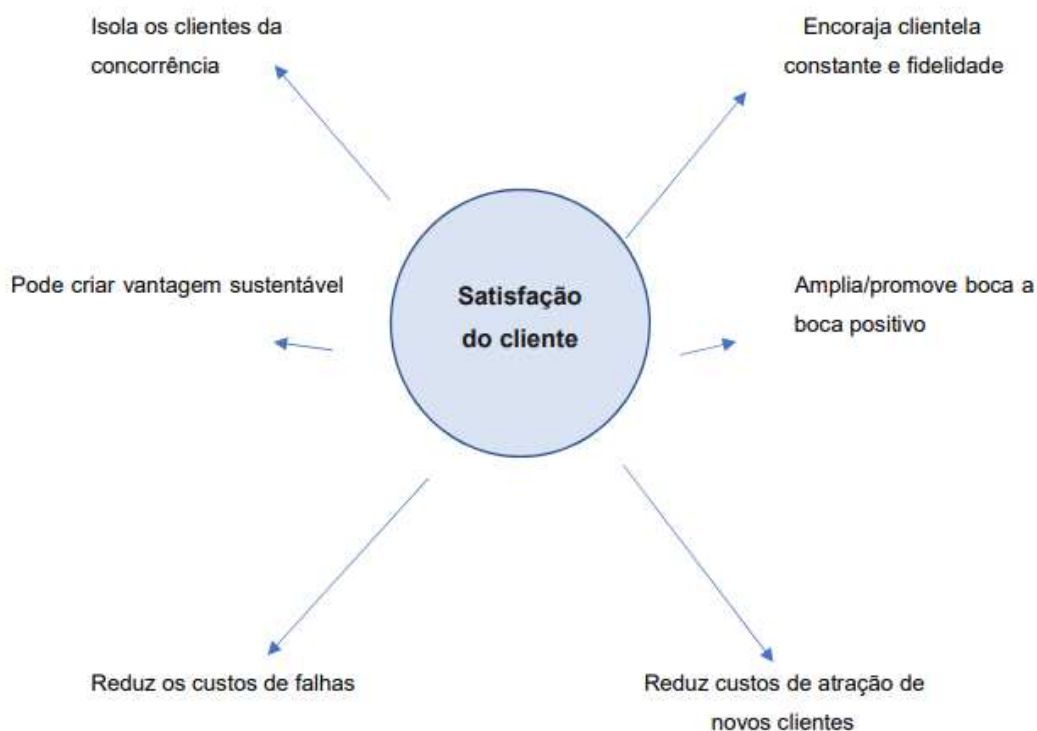 Isola os clientes da
concorrência
Encoraja clientela
constante e fidelidade
Pode criar vantagem sustentável
Satisfação
do cliente
Amplia/promove boca a
boca positivo
Reduz os custos de falhas
Reduz custos de atração de
novos clientes